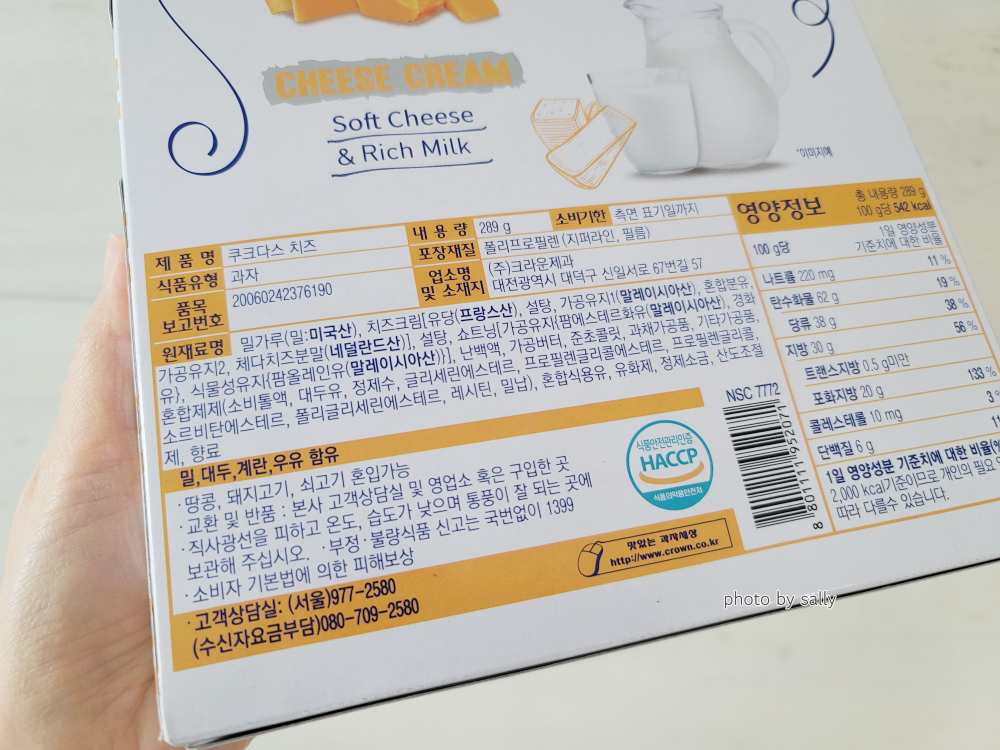 CHEESE CREAM
Soft Cheese
& Rich Milk
*이미지예
제 품 명 쿠크다스 치즈
내 용 량 289 g
소비기한 측면 표기일까지
식품유형 과자
포장재질 폴리프로필렌(지퍼라인, 필름)
품목
보고번호 20060242376190
업소명
및 소재지 (주)크라운제과
대전광역시 대덕구 신일서로 67번길 57
원재료명 밀가루(밀:미국산), 치즈크림[유당(프랑스산), 설탕, 가공유지1(말레이시아산), 혼합분유,
가공유지2, 체다치즈분말(네덜란드산)], 설탕, 쇼트닝[가공유지{팜에스테르화유(말레이시아산), 경화
유}, 식물성유지{팜올레인유(말레이시아산)}], 난백액, 가공버터, 준초콜릿, 과채가공품, 기타가공품,
혼합제제(소비톨액, 대두유, 정제수, 글리세린에스테르, 프로필렌글리콜에스테르, 프로필렌글리콜,
소르비탄에스테르, 폴리글리세린에스테르, 레시틴, 밀납), 혼합식용유, 유화제, 정제소금, 산도조절
제, 향료
밀,대두,계란,우유 함유
·땅콩, 돼지고기, 쇠고기 혼입가능
·교환 및 반품 : 본사 고객상담실 및 영업소 혹은 구입한 곳
·직사광선을 피하고 온도, 습도가 낮으며 통풍이 잘 되는 곳에
보관해 주십시오. ·부정·불량식품 신고는 국번없이 1399
·소비자 기본법에 의한 피해보상
·고객상담실: (서울)977-2580
(수신자요금부담)080-709-2580
식품안전관리인증
HACCP
식품의약품안전처
맛있는 과자세상
http://www.crown.co.kr
NSC 7772
8 801111 952071
영양정보
총 내용량 289 g
100 g당 542 kcal
100 g당
1일 영양성분
기준치에 대한 비율
나트륨 220 mg 11 %
탄수화물 62 g 19 %
당류 38 g 38 %
지방 30 g 56 %
트랜스지방 0.5 g미만
포화지방 20 g 133 %
콜레스테롤 10 mg 3 %
단백질 6 g
1일 영양성분 기준치에 대한 비율(
2,000 kcal기준이므로 개인의 필요
따라 다를수 있습니다.
photo by sally